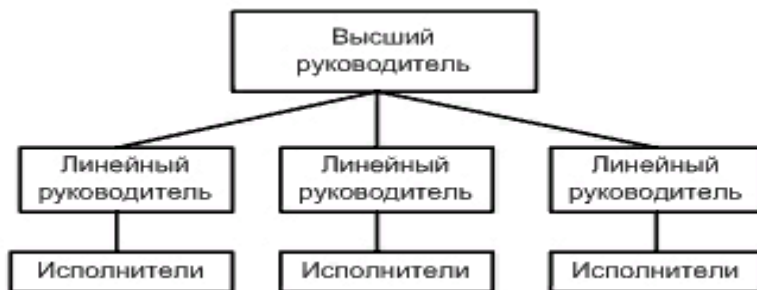 Высший
руководитель
Линейный
руководитель
Линейный
руководитель
Линейный
руководитель
Исполнители
Исполнители
Исполнители